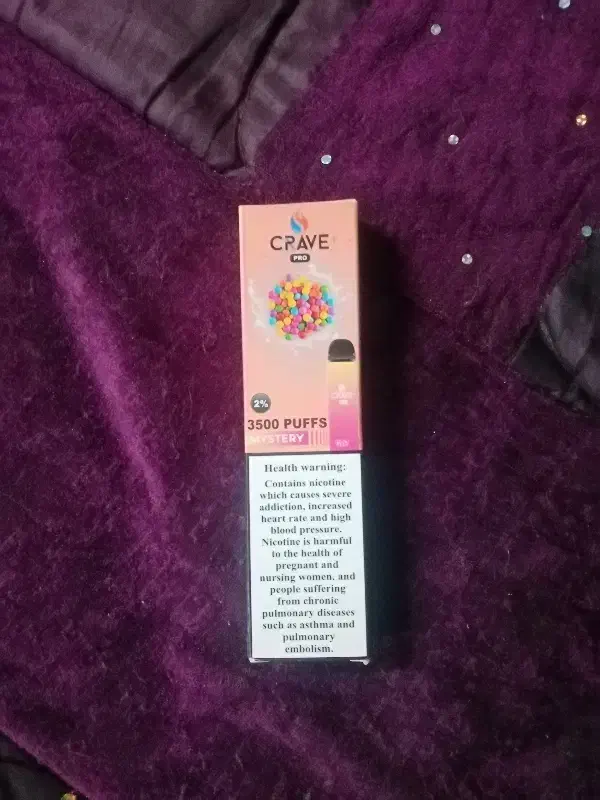 CRAVE
PRO
2%
3500 PUFFS
MYSTERY
Health warning:
Contains nicotine
which causes severe
addiction, increased
heart rate and high
blood pressure.
Nicotine is harmful
to the health of
pregnant and
nursing women, and
people suffering
from chronic
pulmonary diseases
such as asthma and
pulmonary
embolism.